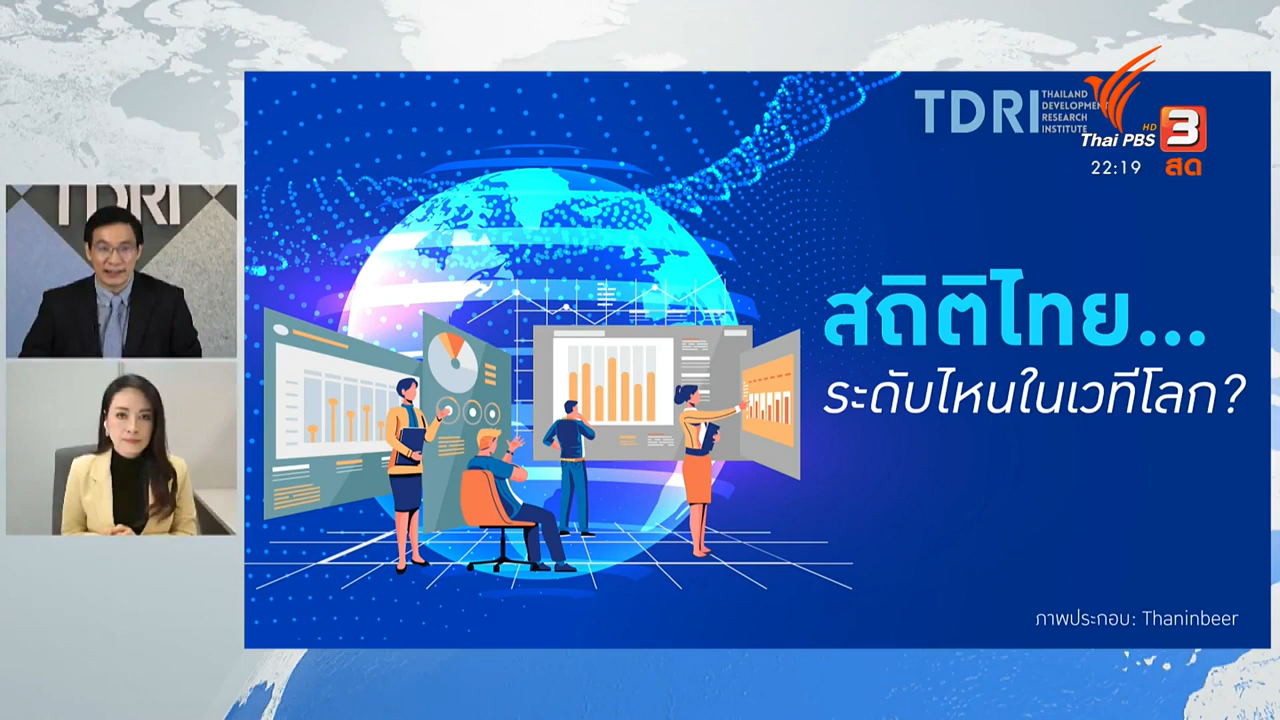 TDRI
THAILAND
DEVELOPMENT
RESEARCH
INSTITUTE
Thai PBS HD
3
22:19
สด
TDRI
สถิติไทย...
ระดับไหนในเวทีโลก?
ภาพประกอบ: Thaninbeer